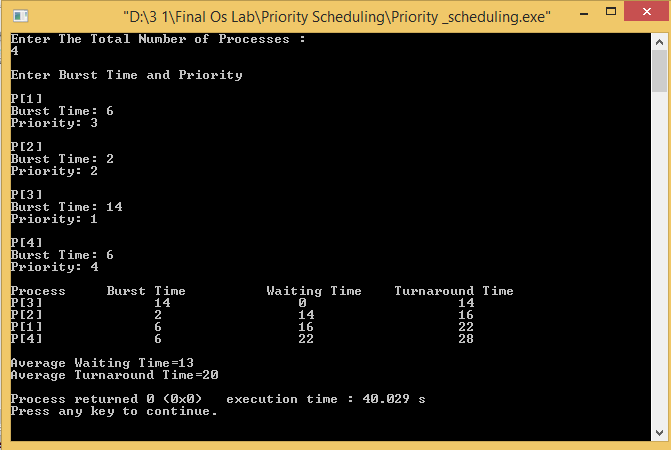 "D:\3 1\Final Os Lab\Priority Scheduling\Priority _scheduling.exe"
Enter The Total Number of Processes :
4
Enter Burst Time and Priority
P[1]
Burst Time: 6
Priority: 3
P[2]
Burst Time: 2
Priority: 2
P[3]
Burst Time: 14
Priority: 1
P[4]
Burst Time: 6
Priority: 4
Process Burst Time Waiting Time Turnaround Time
P[3] 14 0 14
P[2] 2 14 16
P[1] 6 16 22
P[4] 6 22 28
Average Waiting Time=13
Average Turnaround Time=20
Process returned 0 (0x0) execution time : 40.029 s
Press any key to continue.